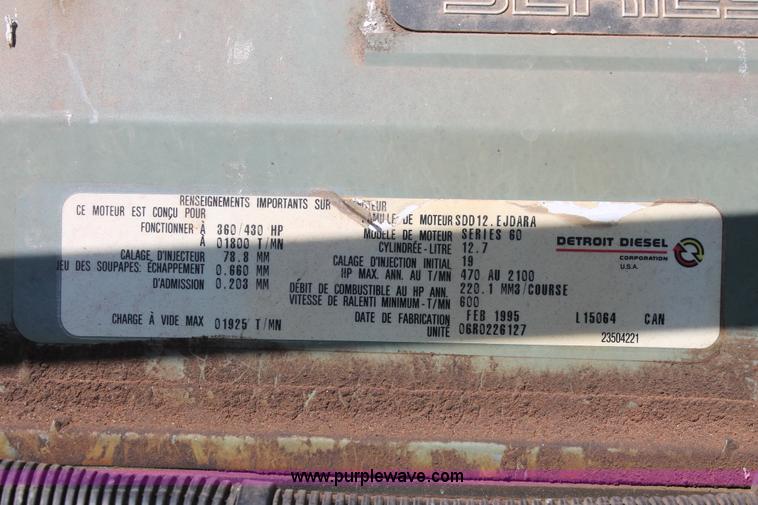 SERIES
RENSEIGNEMENTS IMPORTANTS SUR
CE MOTEUR EST CONÇU POUR
FONCTIONNER À 360/430 HP
À 01800 T/MN
CALAGE D'INJECTEUR 78.8 MM
JEU DES SOUPAPES: ÉCHAPPEMENT 0.660 MM
D'ADMISSION 0.203 MM
CHARGE À VIDE MAX 01925 T/MN
FAMILLE DE MOTEUR SDD12.EJDARA
MODÈLE DE MOTEUR SERIES 60
CYLINDRÉE-LITRE 12.7
CALAGE D'INJECTION INITIAL 19
HP MAX. ANN. AU T/MN 470 AU 2100
DÉBIT DE COMBUSTIBLE AU HP ANN. 220.1 MM3/COURSE
VITESSE DE RALENTI MINIMUM-T/MN 600
DATE DE FABRICATION FEB 1995 L15064 CAN
UNITÉ 06R0226127
23504221
DETROIT DIESEL
CORPORATION
U.S.A.
www.purplewave.com